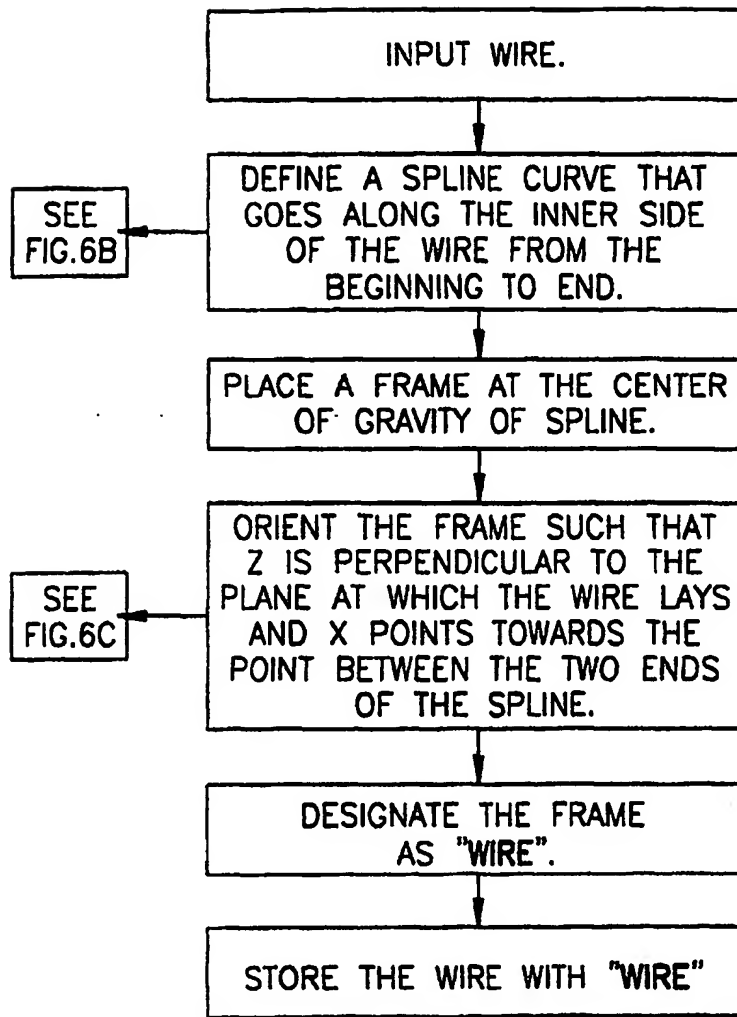 INPUT WIRE.
DEFINE A SPLINE CURVE THAT
GOES ALONG THE INNER SIDE
OF THE WIRE FROM THE
BEGINNING TO END.
SEE
FIG.6B
PLACE A FRAME AT THE CENTER
OF GRAVITY OF SPLINE.
ORIENT THE FRAME SUCH THAT
Z IS PERPENDICULAR TO THE
PLANE AT WHICH THE WIRE LAYS
AND X POINTS TOWARDS THE
POINT BETWEEN THE TWO ENDS
OF THE SPLINE.
SEE
FIG.6C
DESIGNATE THE FRAME
AS "WIRE".
STORE THE WIRE WITH "WIRE"